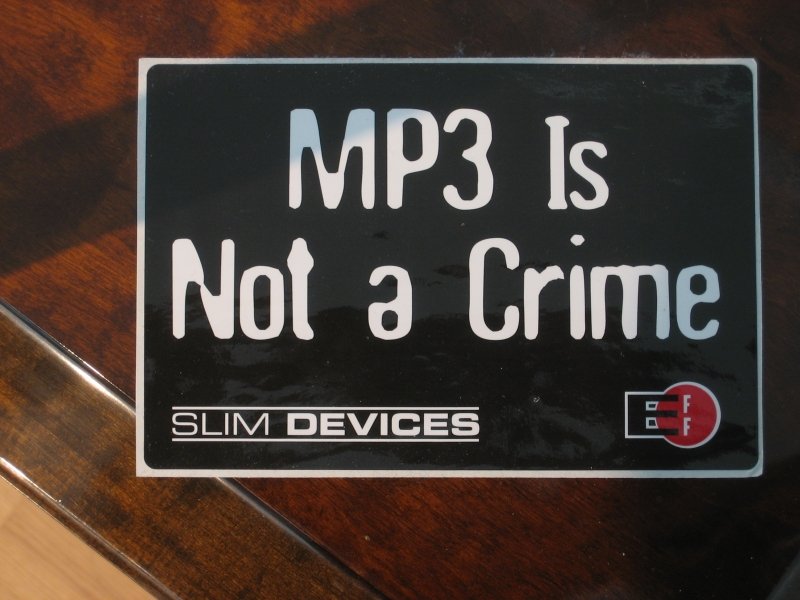 MP3 Is
Not a Crime
SLIM DEVICES
EFF